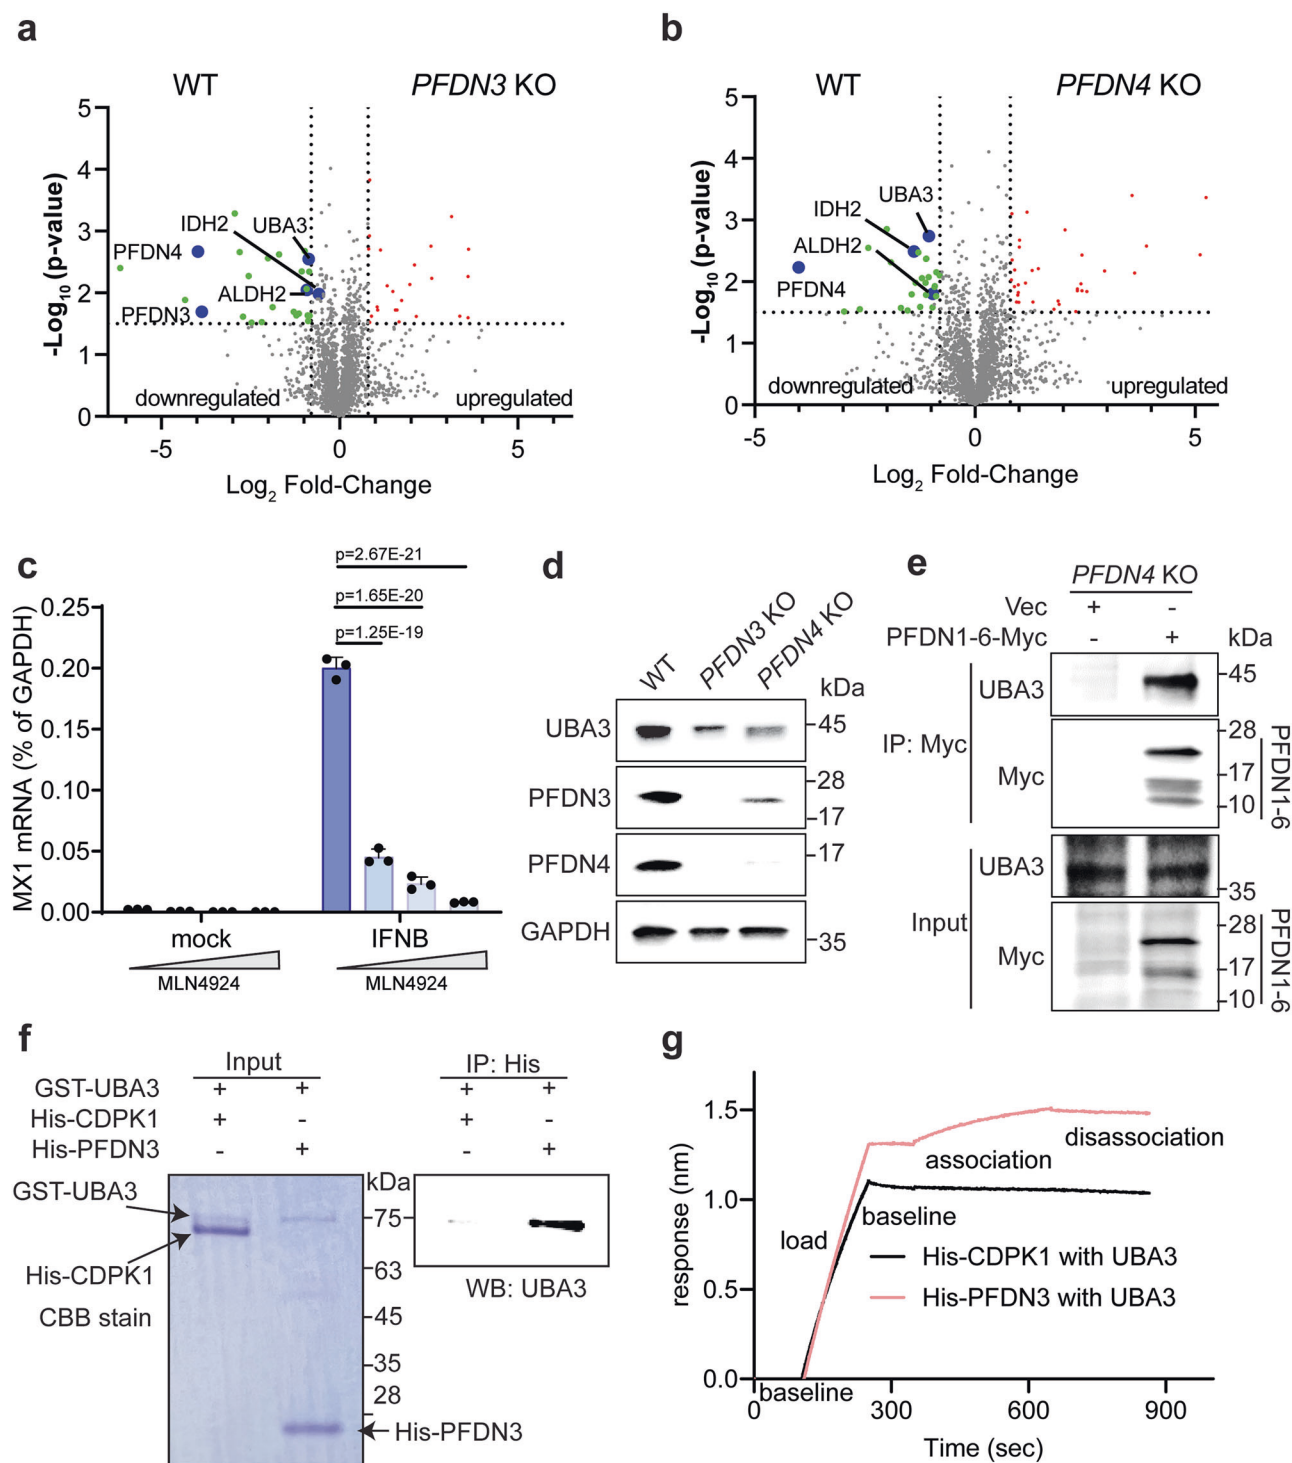 a
WT
PFDN3 KO
-Log10 (p-value)
5
4
3
2
1
0
IDH2
UBA3
PFDN4
ALDH2
PFDN3
downregulated
upregulated
-5
0
5
Log2 Fold-Change
b
WT
PFDN4 KO
-Log10 (p-value)
5
4
3
2
1
0
UBA3
IDH2
ALDH2
PFDN4
downregulated
upregulated
-5
0
5
Log2 Fold-Change
c
p=2.67E-21
p=1.65E-20
p=1.25E-19
MX1 mRNA (% of GAPDH)
0.25
0.20
0.15
0.10
0.05
0.00
mock
IFNB
MLN4924
MLN4924
d
WT
PFDN3 KO
PFDN4 KO
kDa
UBA3
45
PFDN3
28
17
PFDN4
17
GAPDH
35
e
PFDN4 KO
Vec + -
PFDN1-6-Myc - + kDa
IP: Myc
UBA3
45
Myc
28
17
10
PFDN1-6
Input
UBA3
35
Myc
28
17
10
PFDN1-6
f
Input
IP: His
GST-UBA3 + + + +
His-CDPK1 + - + -
His-PFDN3 - + - +
kDa
GST-UBA3
75
His-CDPK1
63
CBB stain
45
35
28
His-PFDN3
WB: UBA3
g
response (nm)
1.5
1.0
0.5
0.0
disassociation
association
baseline
load
His-CDPK1 with UBA3
His-PFDN3 with UBA3
baseline
0
300
600
900
Time (sec)